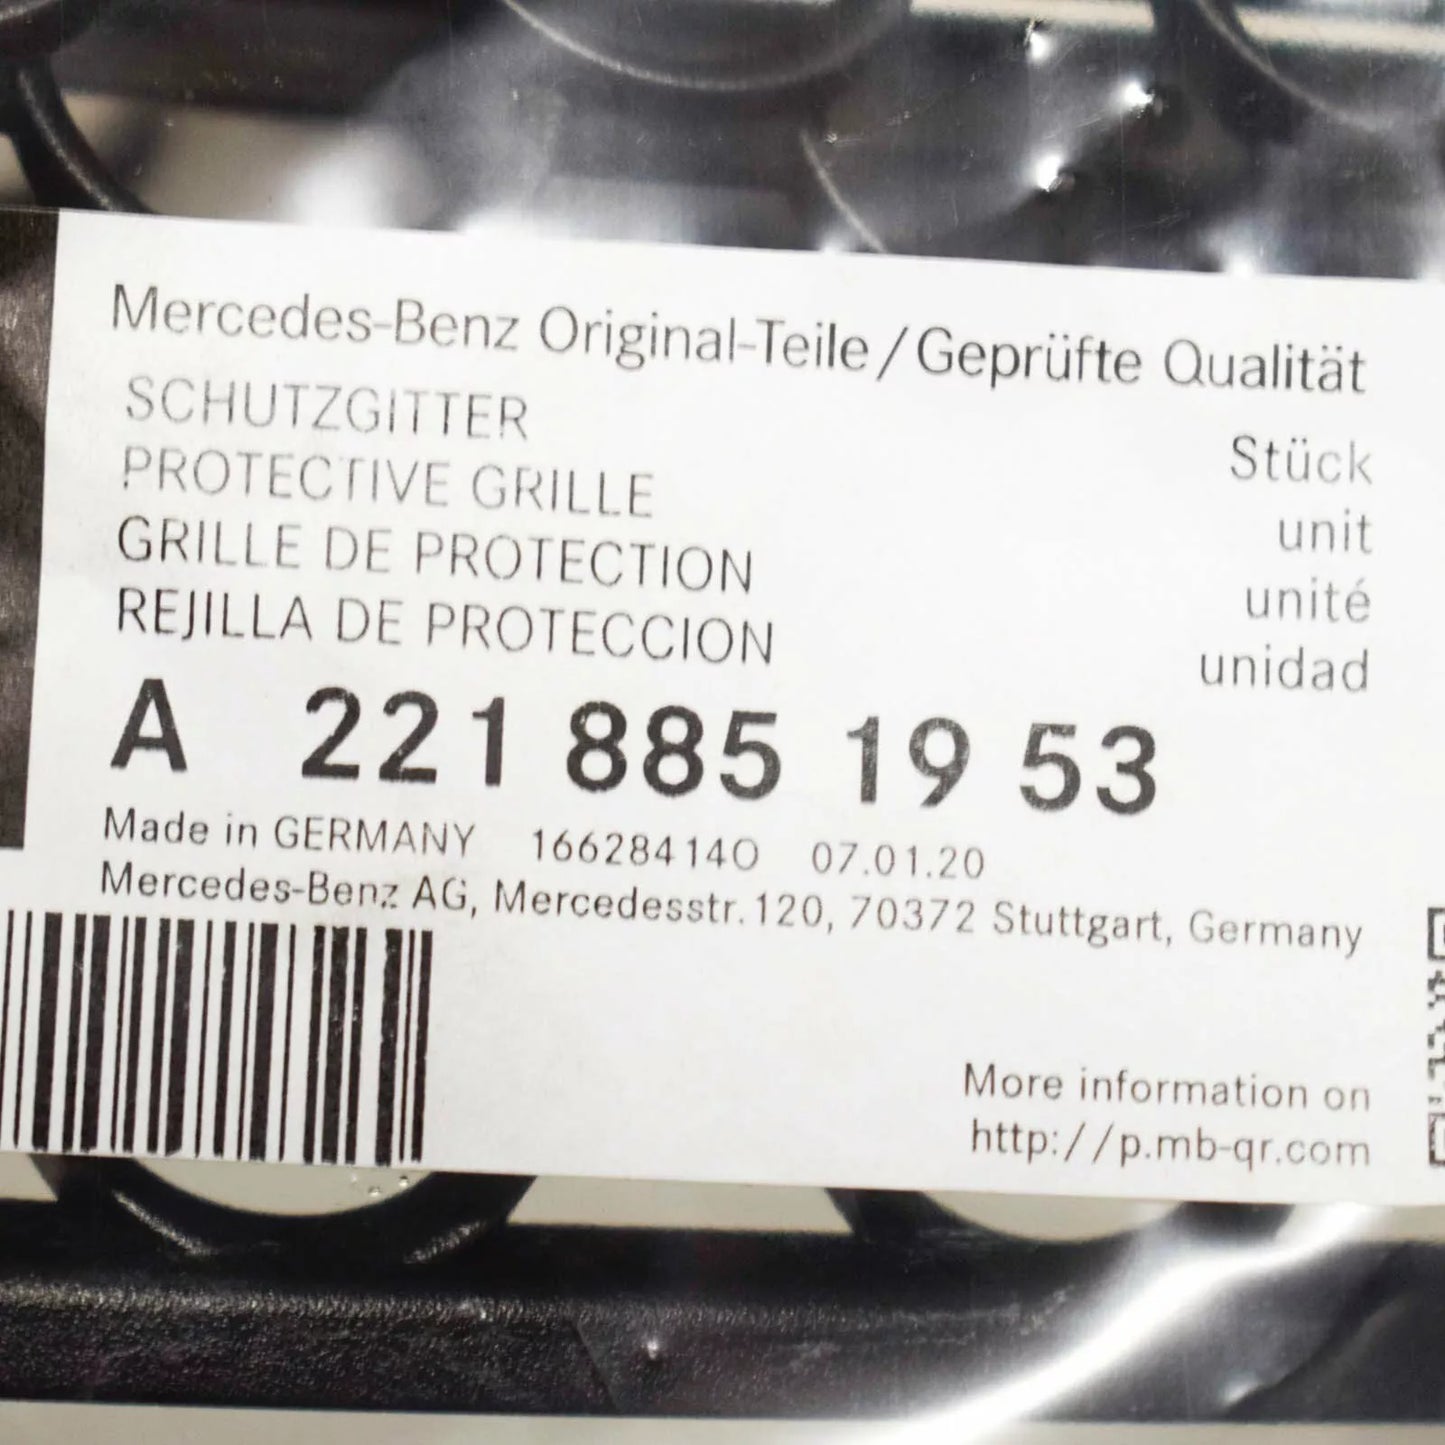 Mercedes-Benz Original-Teile/Geprüfte Qualität
SCHUTZGITTER
PROTECTIVE GRILLE
GRILLE DE PROTECTION
REJILLA DE PROTECCION
Stück
unit
unité
unidad
A 221 885 19 53
Made in GERMANY 166284140 07.01.20
Mercedes-Benz AG, Mercedesstr.120, 70372 Stuttgart, Germany
More information on
http://p.mb-qr.com